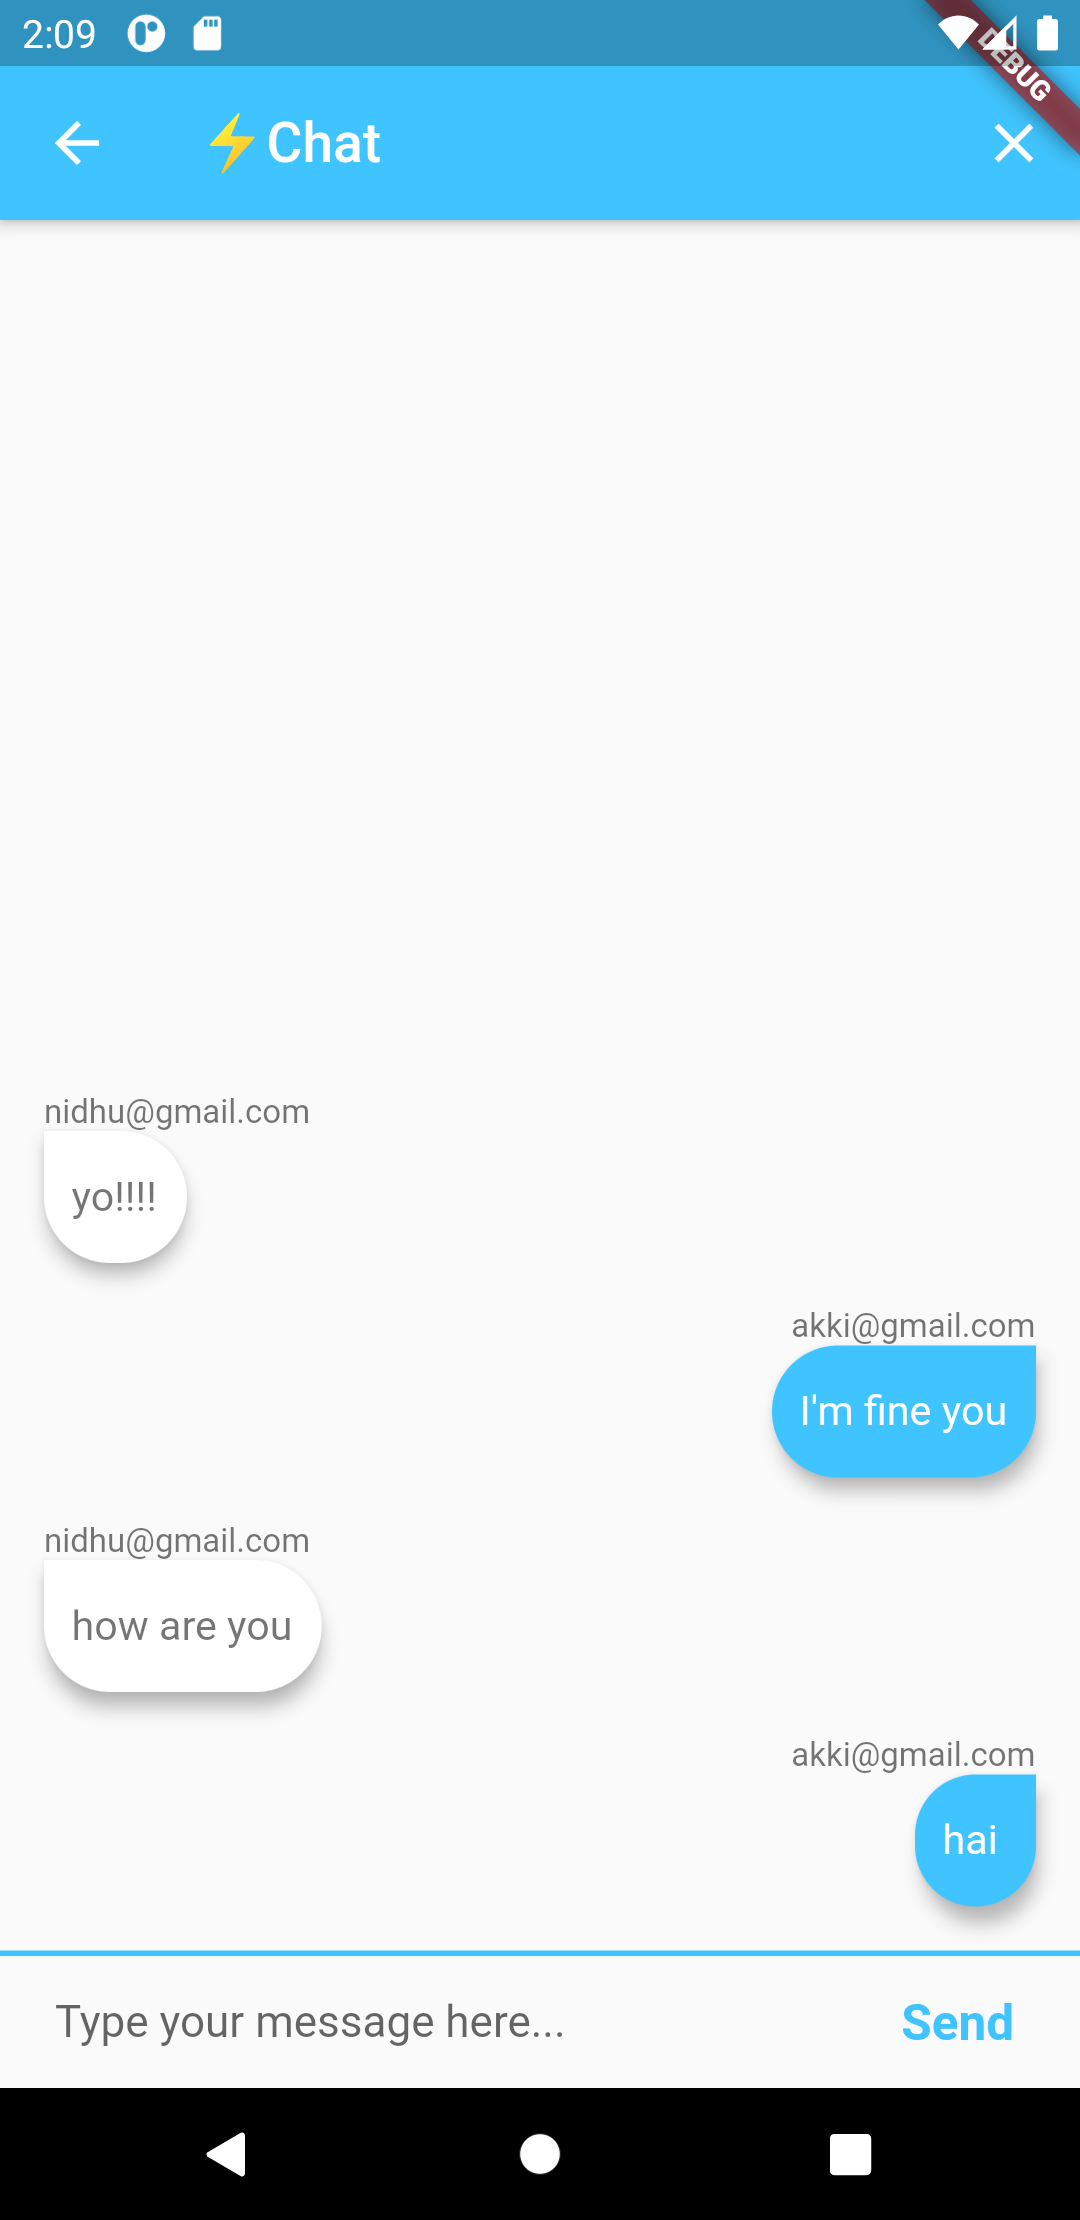 2:09
DEBUG
⚡Chat
nidhu@gmail.com
yo!!!!
akki@gmail.com
I'm fine you
nidhu@gmail.com
how are you
akki@gmail.com
hai
Type your message here...
Send